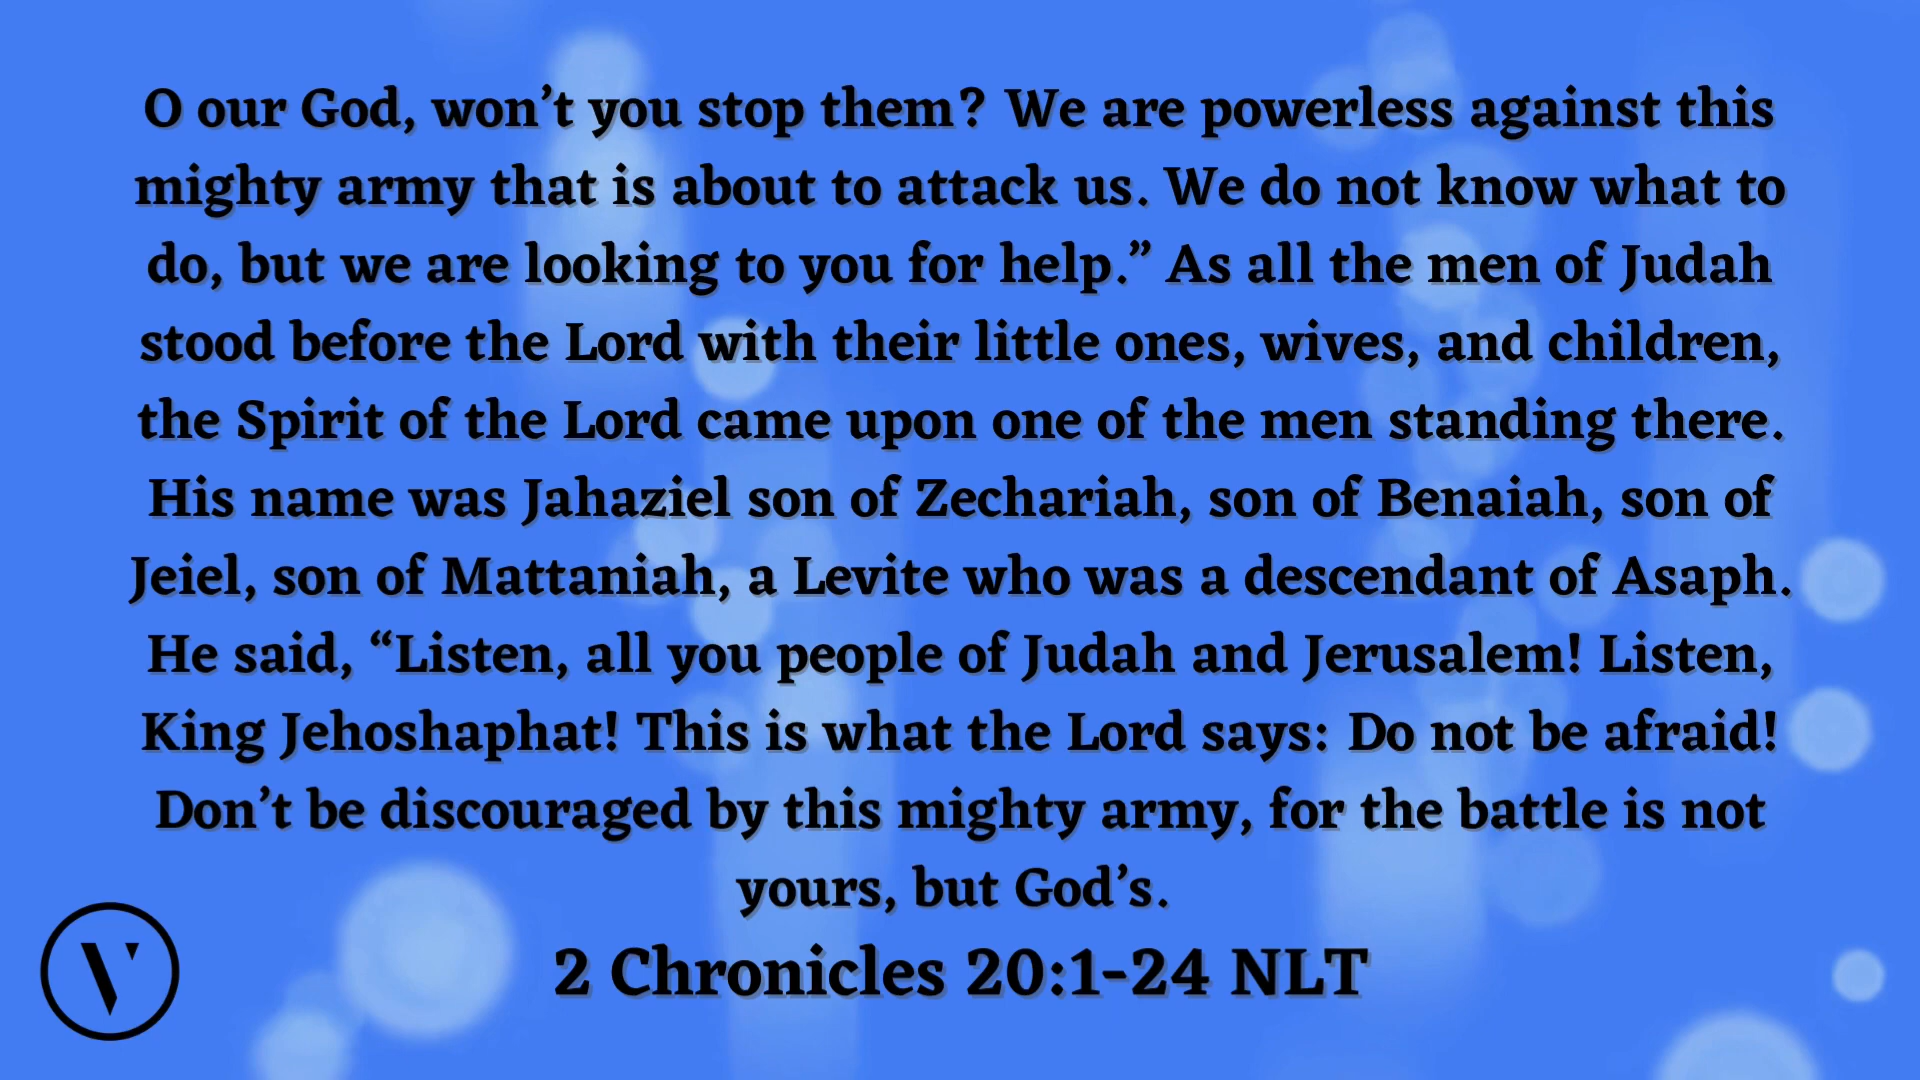 O our God, won’t you stop them? We are powerless against this
mighty army that is about to attack us. We do not know what to
do, but we are looking to you for help.” As all the men of Judah
stood before the Lord with their little ones, wives, and children,
the Spirit of the Lord came upon one of the men standing there.
His name was Jahaziel son of Zechariah, son of Benaiah, son of
Jeiel, son of Mattaniah, a Levite who was a descendant of Asaph.
He said, “Listen, all you people of Judah and Jerusalem! Listen,
King Jehoshaphat! This is what the Lord says: Do not be afraid!
Don’t be discouraged by this mighty army, for the battle is not
yours, but God’s.
2 Chronicles 20:1-24 NLT
V